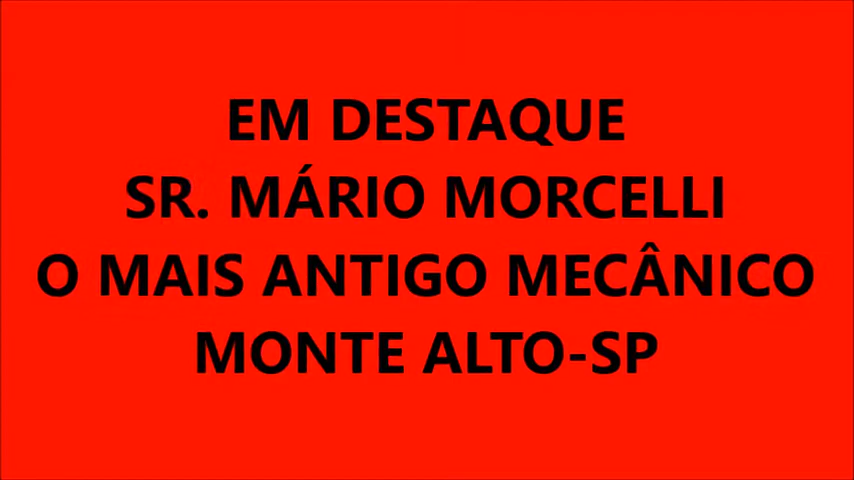 EM DESTAQUE
SR. MÁRIO MORCELLI
O MAIS ANTIGO MECÂNICO
MONTE ALTO-SP